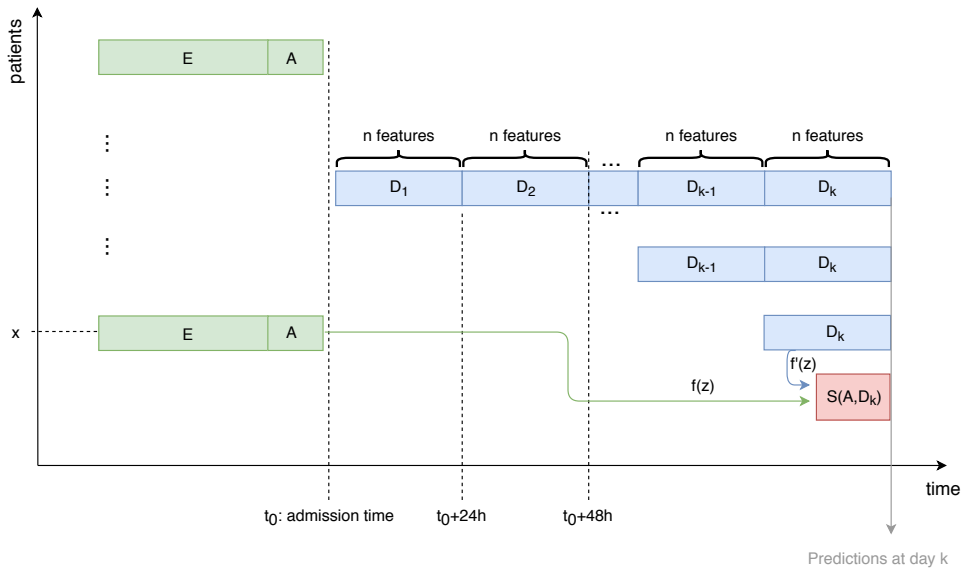 patients
E A
⋮
n features n features ... n features n features
⋮
D1 D2 Dk-1 Dk
...
⋮
Dk-1 Dk
x E A Dk
f'(z)
f(z) S(A,Dk)
time
t0: admission time t0+24h t0+48h
Predictions at day k